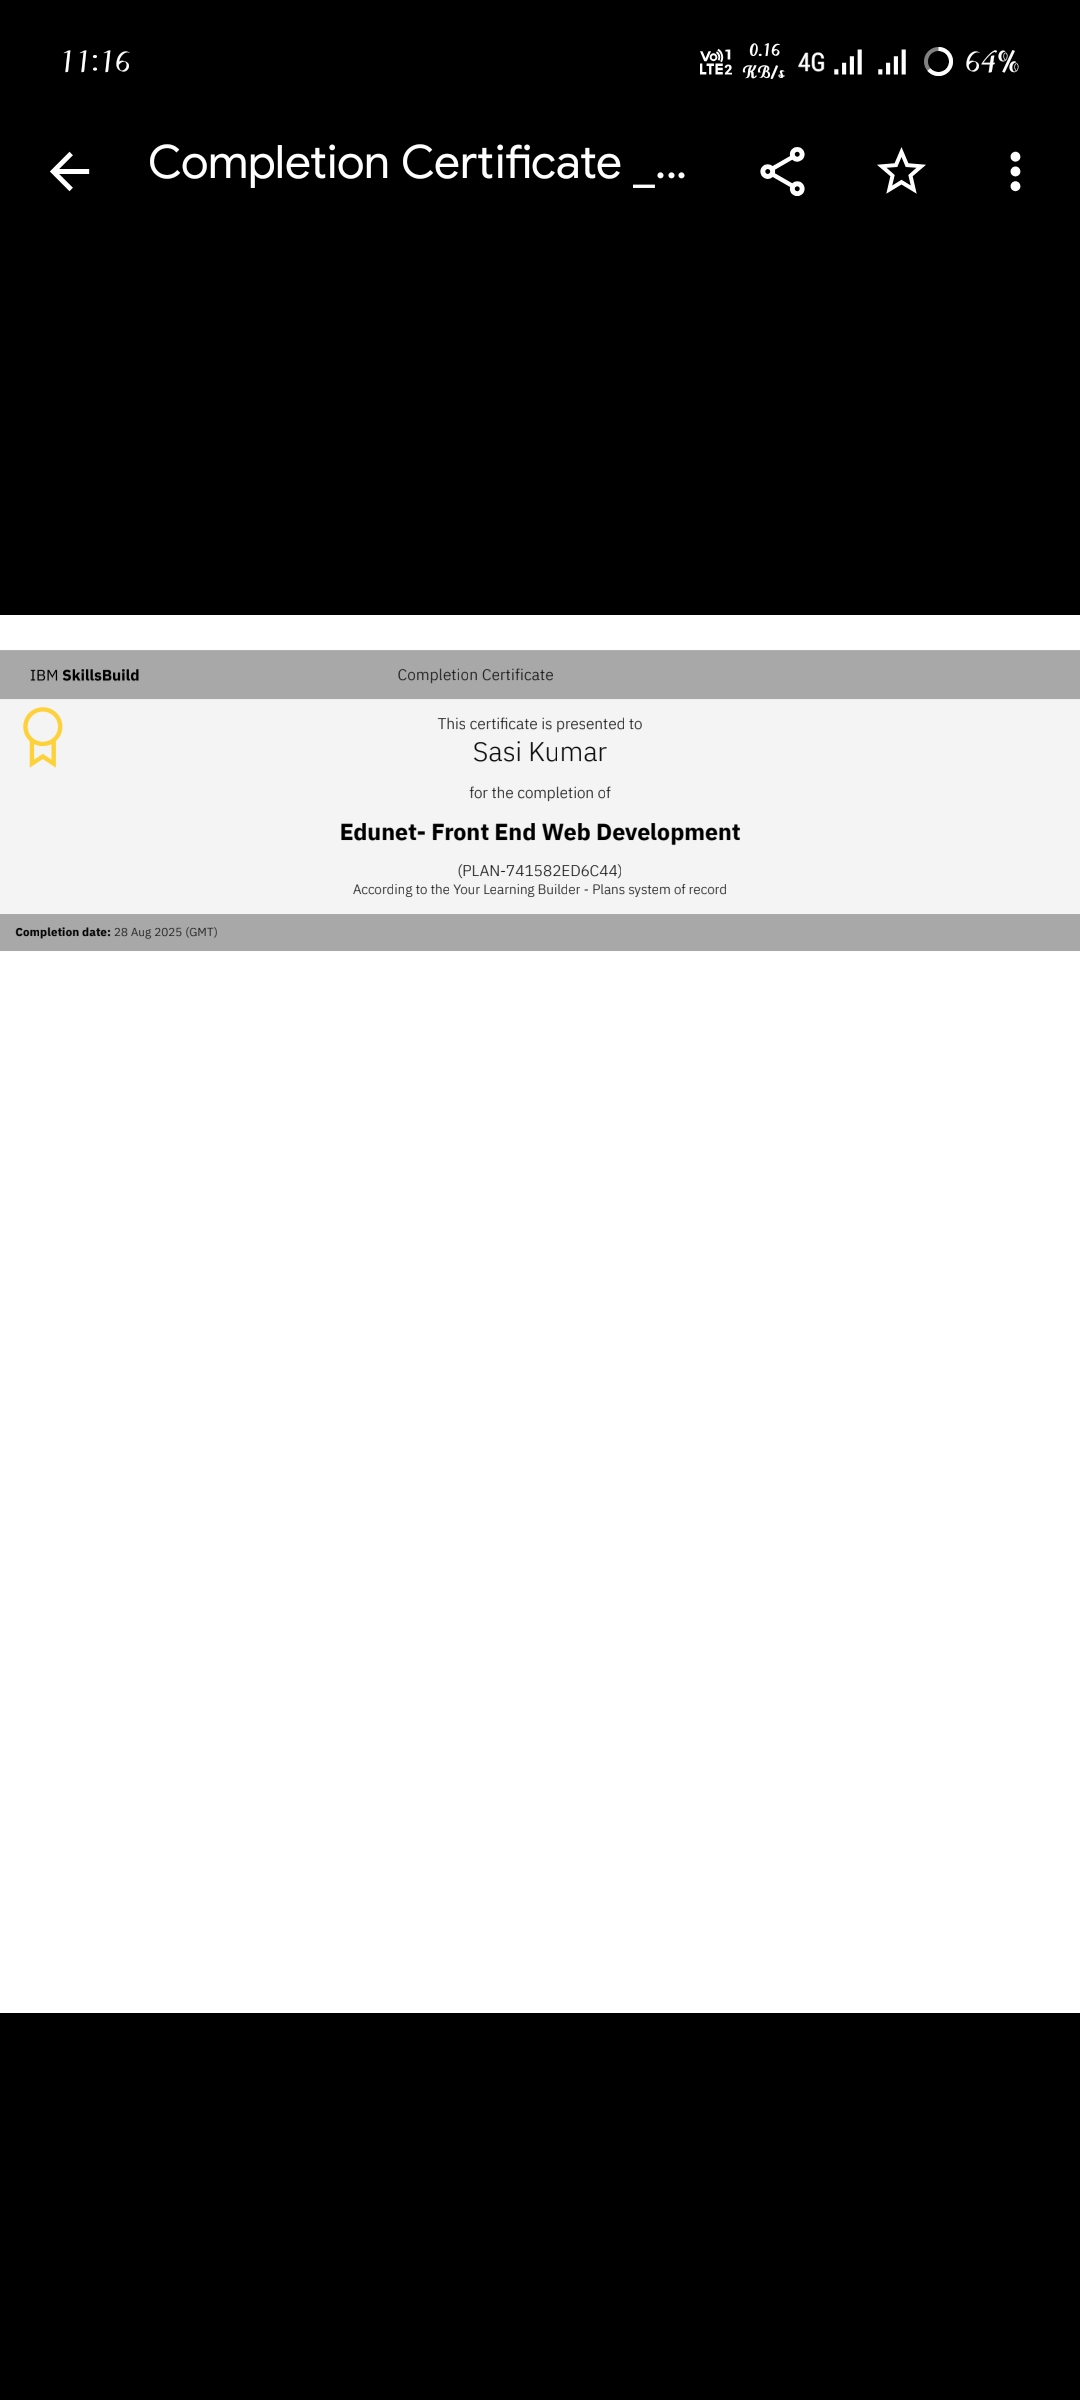 11:16
Vo)) 1 LTE2 0.16 KB/s 4G 64%
Completion Certificate _...
IBM SkillsBuild
Completion Certificate
This certificate is presented to
Sasi Kumar
for the completion of
Edunet- Front End Web Development
(PLAN-741582ED6C44)
According to the Your Learning Builder - Plans system of record
Completion date: 28 Aug 2025 (GMT)